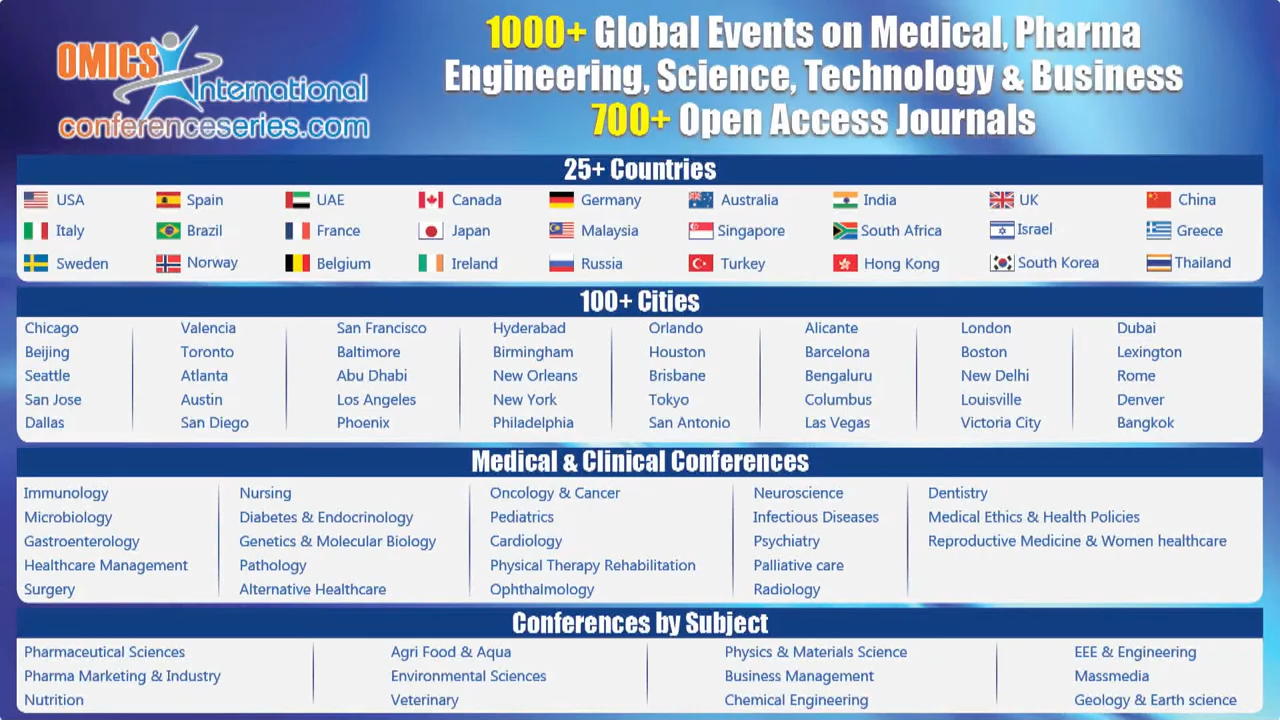 OMICS
International
conferenceseries.com
1000+ Global Events on Medical, Pharma
Engineering, Science, Technology & Business
700+ Open Access Journals
25+ Countries
USA Spain UAE Canada Germany Australia India UK China
Italy Brazil France Japan Malaysia Singapore South Africa Israel Greece
Sweden Norway Belgium Ireland Russia Turkey Hong Kong South Korea Thailand
100+ Cities
Chicago Valencia San Francisco Hyderabad Orlando Alicante London Dubai
Beijing Toronto Baltimore Birmingham Houston Barcelona Boston Lexington
Seattle Atlanta Abu Dhabi New Orleans Brisbane Bengaluru New Delhi Rome
San Jose Austin Los Angeles New York Tokyo Columbus Louisville Denver
Dallas San Diego Phoenix Philadelphia San Antonio Las Vegas Victoria City Bangkok
Medical & Clinical Conferences
Immunology Nursing Oncology & Cancer Neuroscience Dentistry
Microbiology Diabetes & Endocrinology Pediatrics Infectious Diseases Medical Ethics & Health Policies
Gastroenterology Genetics & Molecular Biology Cardiology Psychiatry Reproductive Medicine & Women healthcare
Healthcare Management Pathology Physical Therapy Rehabilitation Palliative care
Surgery Alternative Healthcare Ophthalmology Radiology
Conferences by Subject
Pharmaceutical Sciences Agri Food & Aqua Physics & Materials Science EEE & Engineering
Pharma Marketing & Industry Environmental Sciences Business Management Massmedia
Nutrition Veterinary Chemical Engineering Geology & Earth science